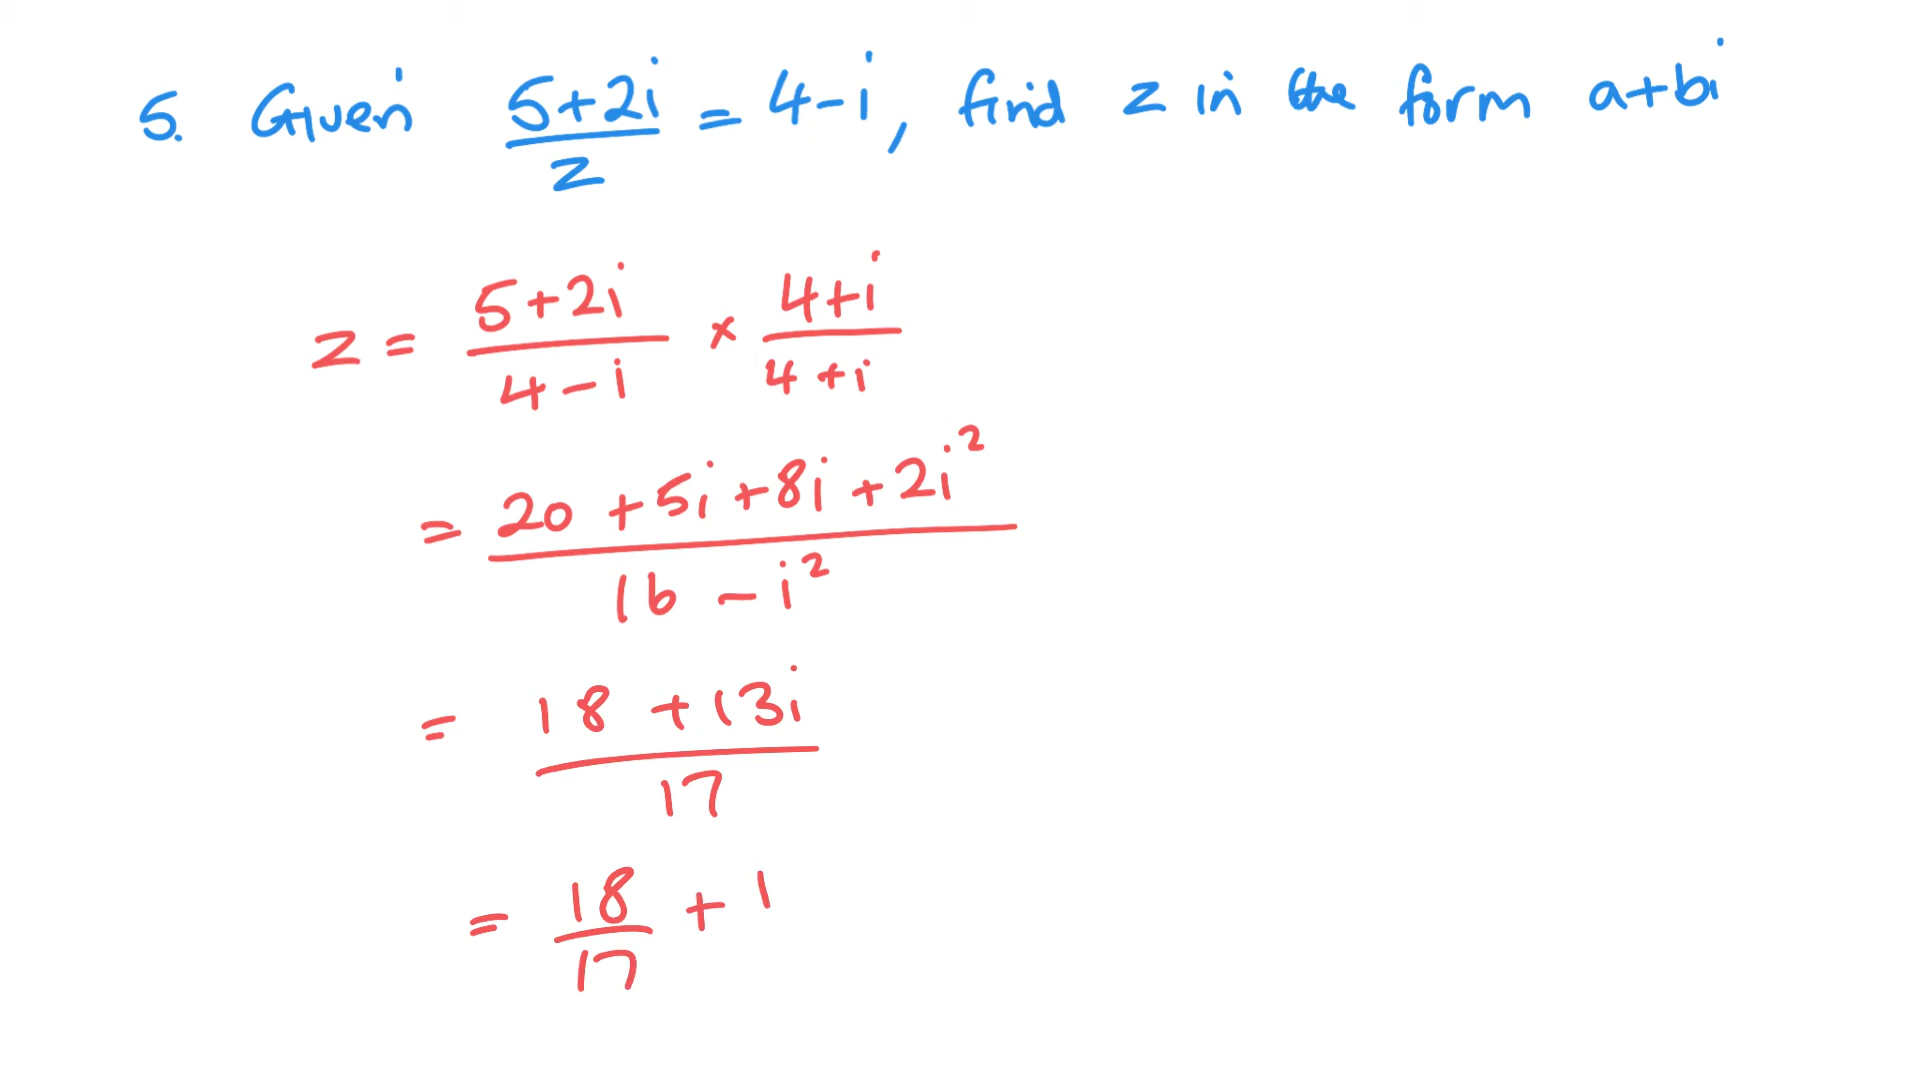 5. Given (5+2i)/z = 4-i, find z in the form a+bi
z = (5+2i)/(4-i) × (4+i)/(4+i)
= (20+5i+8i+2i²)/(16-i²)
= (18+13i)/17
= 18/17 + 1